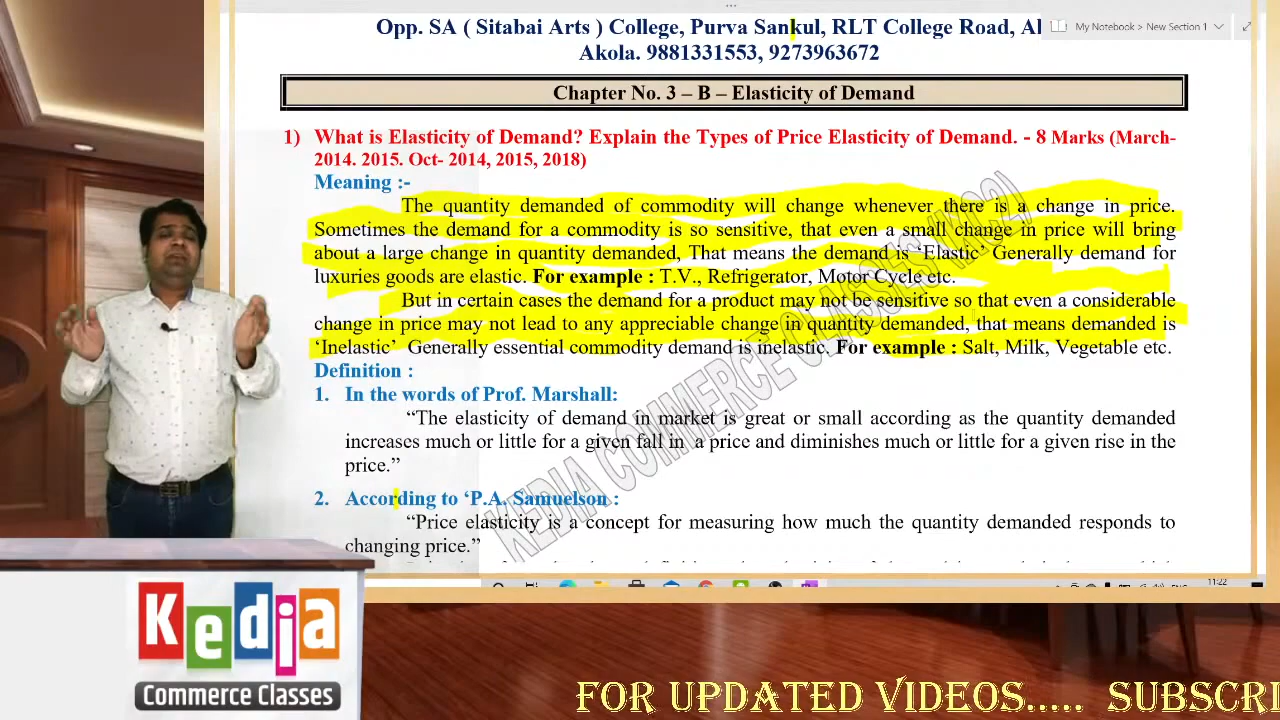 Opp. SA ( Sitabai Arts ) College, Purva Sankul, RLT College Road,
My Notebook > New Section 1
Akola. 9881331553, 9273963672
Chapter No. 3 – B – Elasticity of Demand
1) What is Elasticity of Demand? Explain the Types of Price Elasticity of Demand. - 8 Marks (March-
2014. 2015. Oct- 2014, 2015, 2018)
Meaning :-
The quantity demanded of commodity will change whenever there is a change in price.
Sometimes the demand for a commodity is so sensitive, that even a small change in price will bring
about a large change in quantity demanded, That means the demand is ‘Elastic’ Generally demand for
luxuries goods are elastic. For example : T.V., Refrigerator, Motor Cycle etc.
But in certain cases the demand for a product may not be sensitive so that even a considerable
change in price may not lead to any appreciable change in quantity demanded, that means demanded is
‘Inelastic’ Generally essential commodity demand is inelastic. For example : Salt, Milk, Vegetable etc.
Definition :
1. In the words of Prof. Marshall:
“The elasticity of demand in market is great or small according as the quantity demanded
increases much or little for a given fall in a price and diminishes much or little for a given rise in the
price.”
2. According to ‘P.A. Samuelson :
“Price elasticity is a concept for measuring how much the quantity demanded responds to
changing price.”
KEDIA COMMERCE CLASSES (KC2)
11:22
Kedia
Commerce Classes
FOR UPDATED VIDEOS..... SUBSCRI